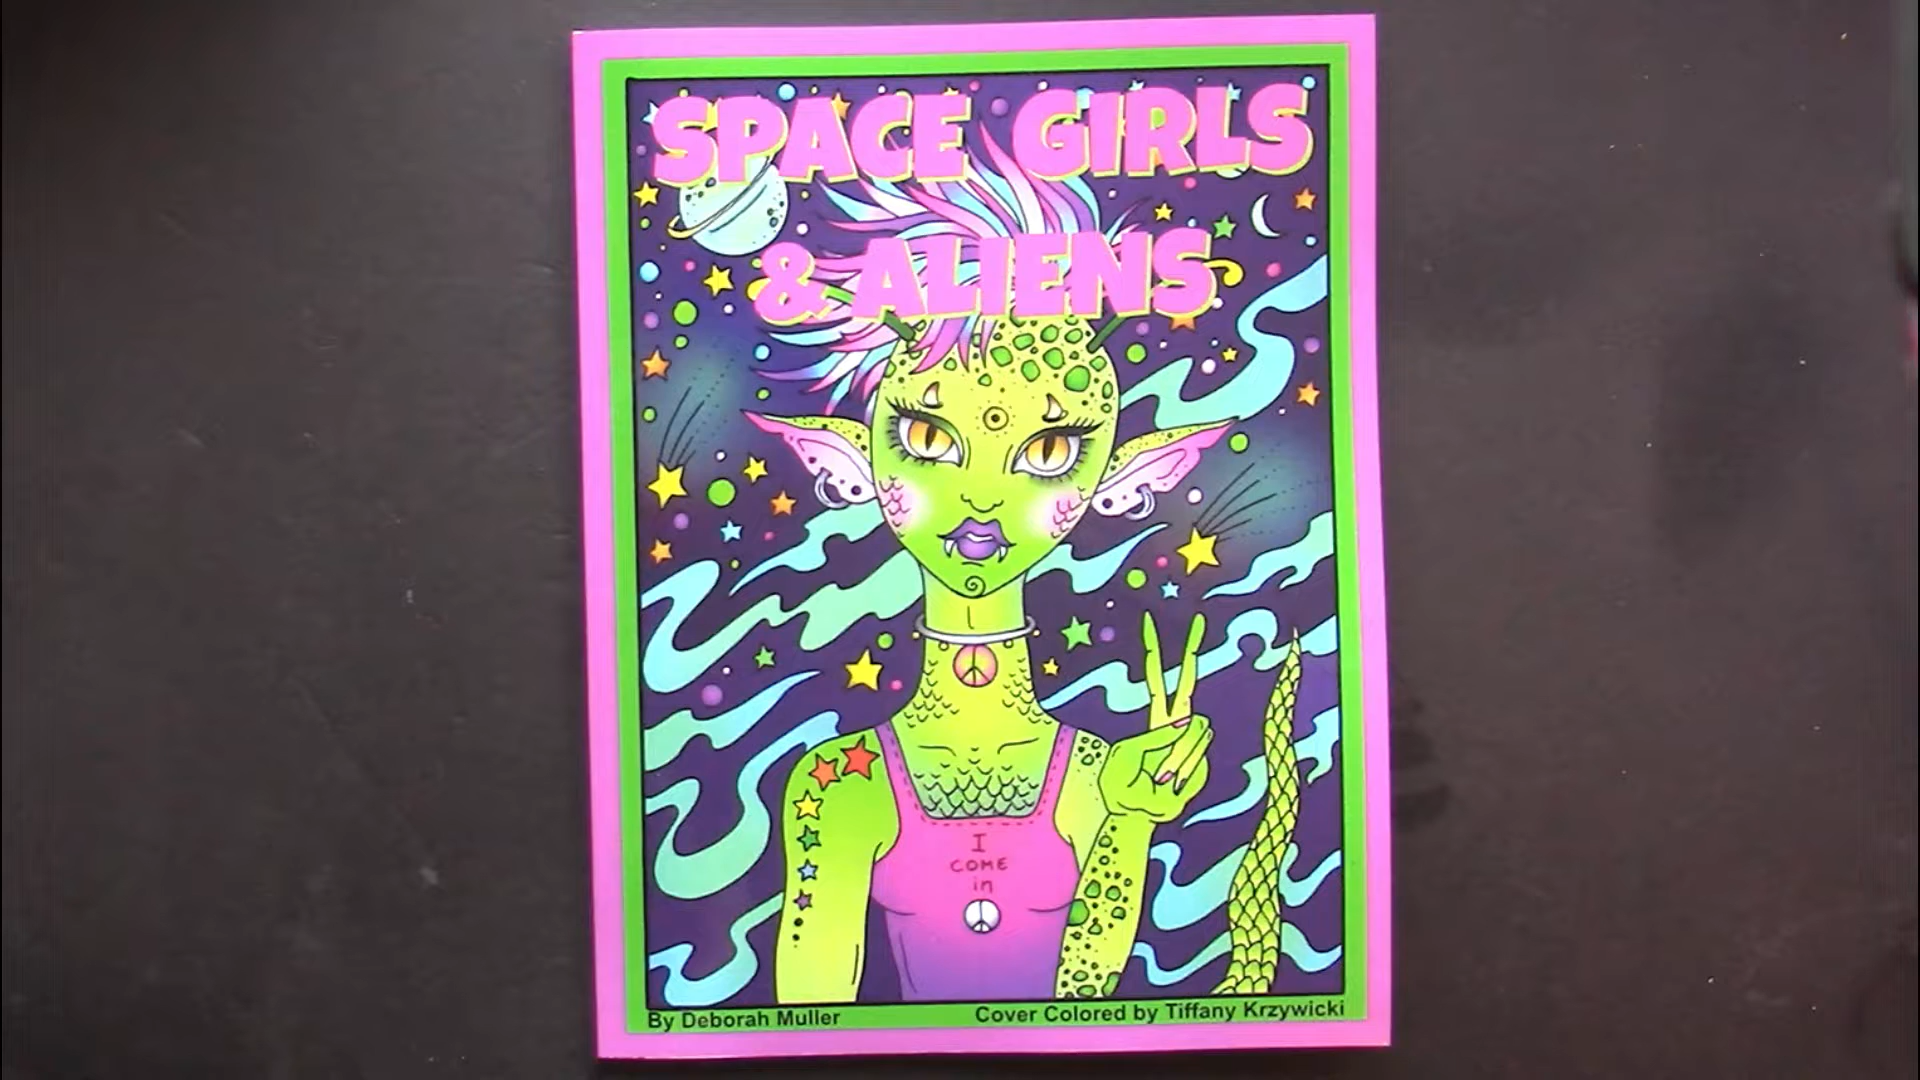 SPACE GIRLS
& ALIENS
I
COME
in
By Deborah Muller
Cover Colored by Tiffany Krzywicki